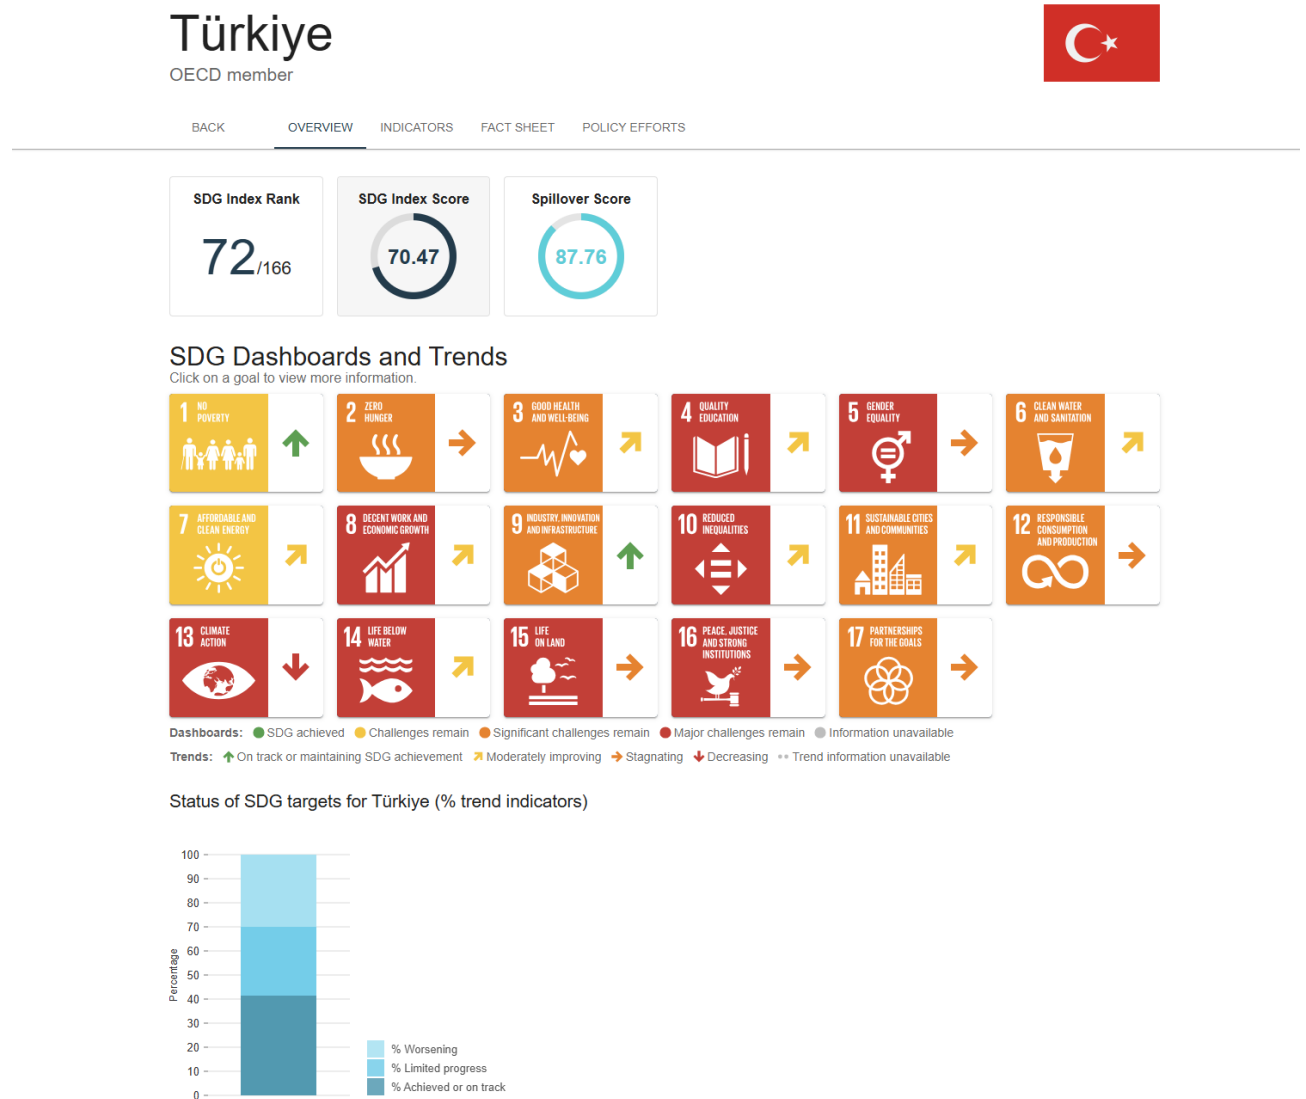 Türkiye
OECD member
BACK
OVERVIEW
INDICATORS
FACT SHEET
POLICY EFFORTS
SDG Index Rank
72/166
SDG Index Score
70.47
Spillover Score
87.76
SDG Dashboards and Trends
Click on a goal to view more information.
1 NO
POVERTY
2 ZERO
HUNGER
3 GOOD HEALTH
AND WELL-BEING
4 QUALITY
EDUCATION
5 GENDER
EQUALITY
6 CLEAN WATER
AND SANITATION
7 AFFORDABLE AND
CLEAN ENERGY
8 DECENT WORK AND
ECONOMIC GROWTH
9 INDUSTRY, INNOVATION
AND INFRASTRUCTURE
10 REDUCED
INEQUALITIES
11 SUSTAINABLE CITIES
AND COMMUNITIES
12 RESPONSIBLE
CONSUMPTION
AND PRODUCTION
13 CLIMATE
ACTION
14 LIFE BELOW
WATER
15 LIFE
ON LAND
16 PEACE, JUSTICE
AND STRONG
INSTITUTIONS
17 PARTNERSHIPS
FOR THE GOALS
Dashboards: SDG achieved Challenges remain Significant challenges remain Major challenges remain Information unavailable
Trends: On track or maintaining SDG achievement Moderately improving Stagnating Decreasing Trend information unavailable
Status of SDG targets for Türkiye (% trend indicators)
Percentage
100
90
80
70
60
50
40
30
20
10
0
% Worsening
% Limited progress
% Achieved or on track